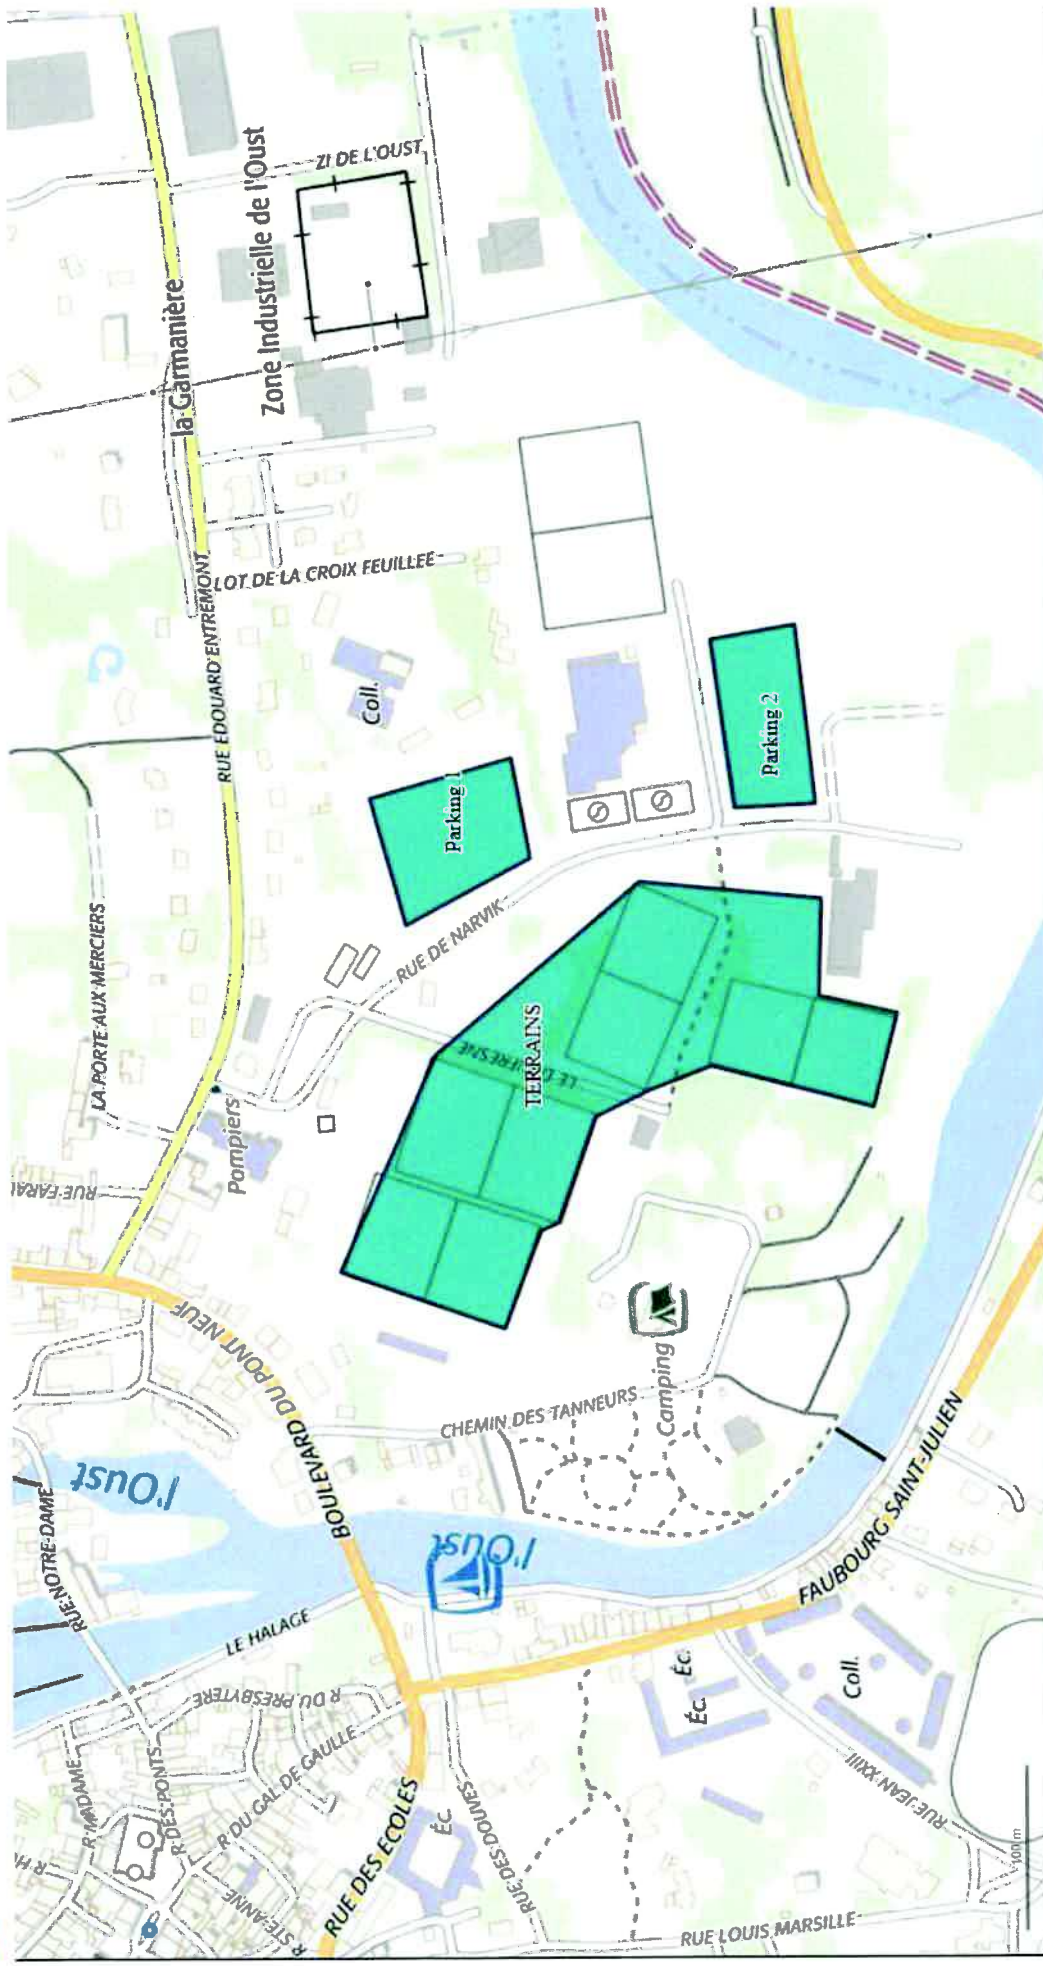 ZI DE L'OUST
Zone Industrielle de l'Oust
la Garmanière
LOT DE LA CROIX FEUILLEE
RUE EDOUARD ENTREMONT
Coll.
Parking 1
Parking 2
LA PORTE AUX MERCIERS
RUE DE NARVIK
TERRAINS
Pompiers
BOULEVARD DU PONT NEUF
CHEMIN DES TANNEURS
Camping
l'Oust
l'Oust
RUE NOTRE-DAME
LE HALAGE
FAUBOURG SAINT-JULIEN
R DU PRESBYTERE
R DU GAL DE GAULLE
R MADAME
R DES PONTS
R STE-ANNE
RUE DES ECOLES
Éc.
RUE DES DOUVES
Éc.
Éc.
Coll.
RUE JEAN XXIII
RUE LOUIS MARSILLE
100 m